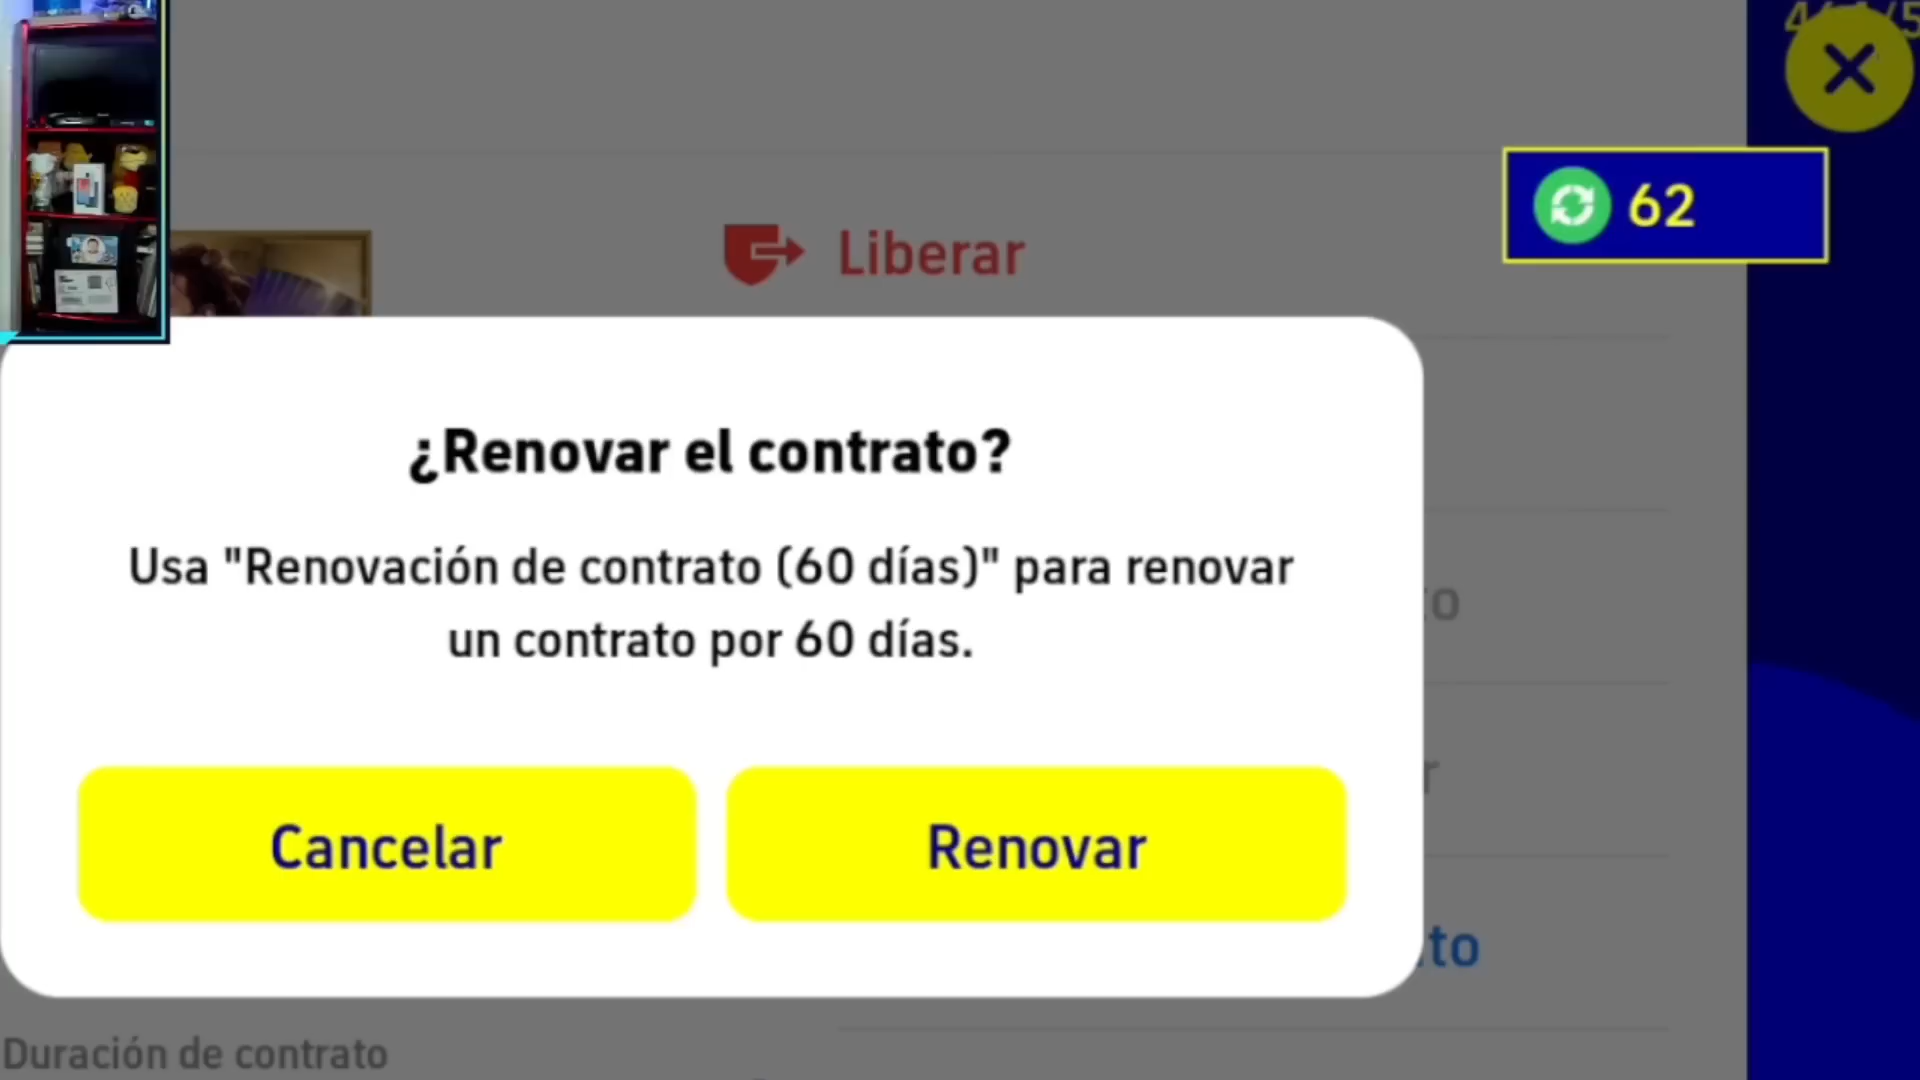 62
Liberar
¿Renovar el contrato?
Usa "Renovación de contrato (60 días)" para renovar
un contrato por 60 días.
Cancelar
Renovar
Duración de contrato